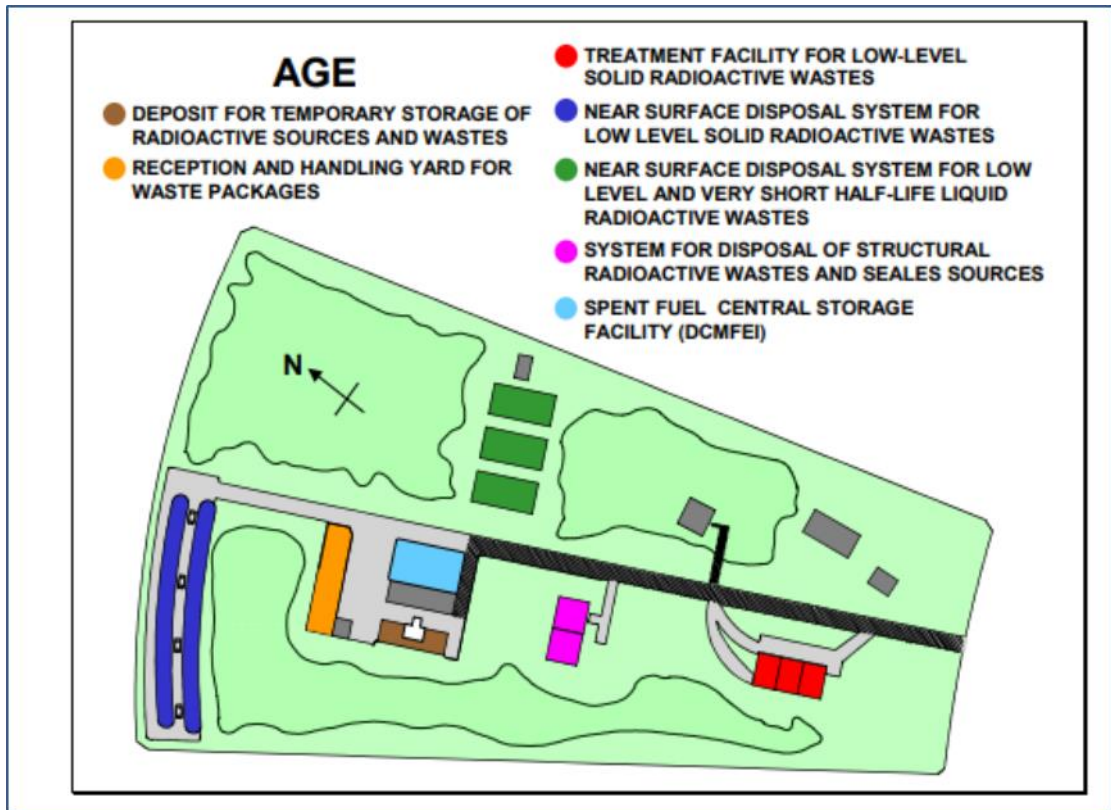 AGE
DEPOSIT FOR TEMPORARY STORAGE OF
RADIOACTIVE SOURCES AND WASTES
RECEPTION AND HANDLING YARD FOR
WASTE PACKAGES
TREATMENT FACILITY FOR LOW-LEVEL
SOLID RADIOACTIVE WASTES
NEAR SURFACE DISPOSAL SYSTEM FOR
LOW LEVEL SOLID RADIOACTIVE WASTES
NEAR SURFACE DISPOSAL SYSTEM FOR LOW
LEVEL AND VERY SHORT HALF-LIFE LIQUID
RADIOACTIVE WASTES
SYSTEM FOR DISPOSAL OF STRUCTURAL
RADIOACTIVE WASTES AND SEALES SOURCES
SPENT FUEL CENTRAL STORAGE
FACILITY (DCMFEI)
N